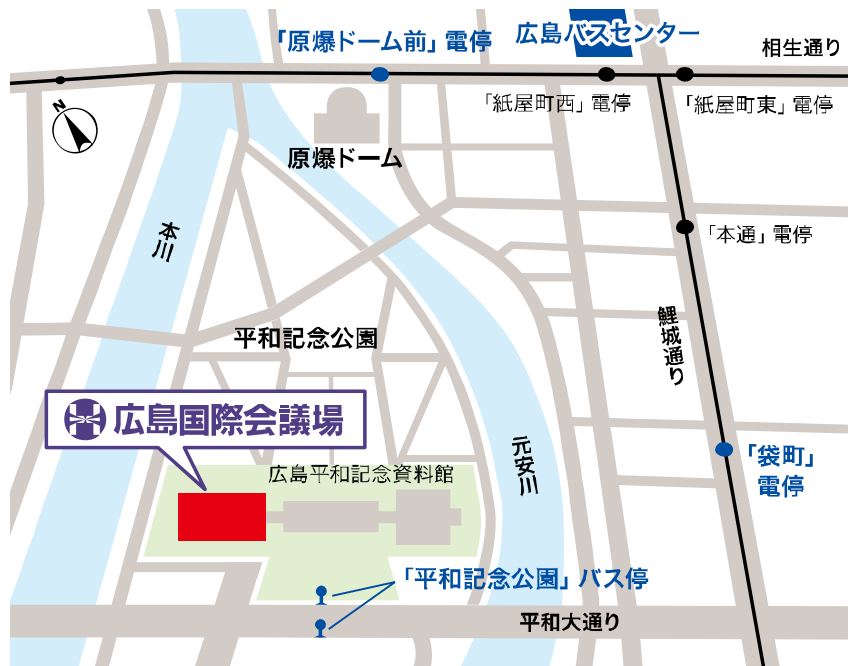 「原爆ドーム前」電停
広島バスセンター
相生通り
「紙屋町西」電停
「紙屋町東」電停
N
原爆ドーム
本川
「本通」電停
平和記念公園
鯉城通り
広島国際会議場
元安川
「袋町」
電停
広島平和記念資料館
「平和記念公園」バス停
平和大通り